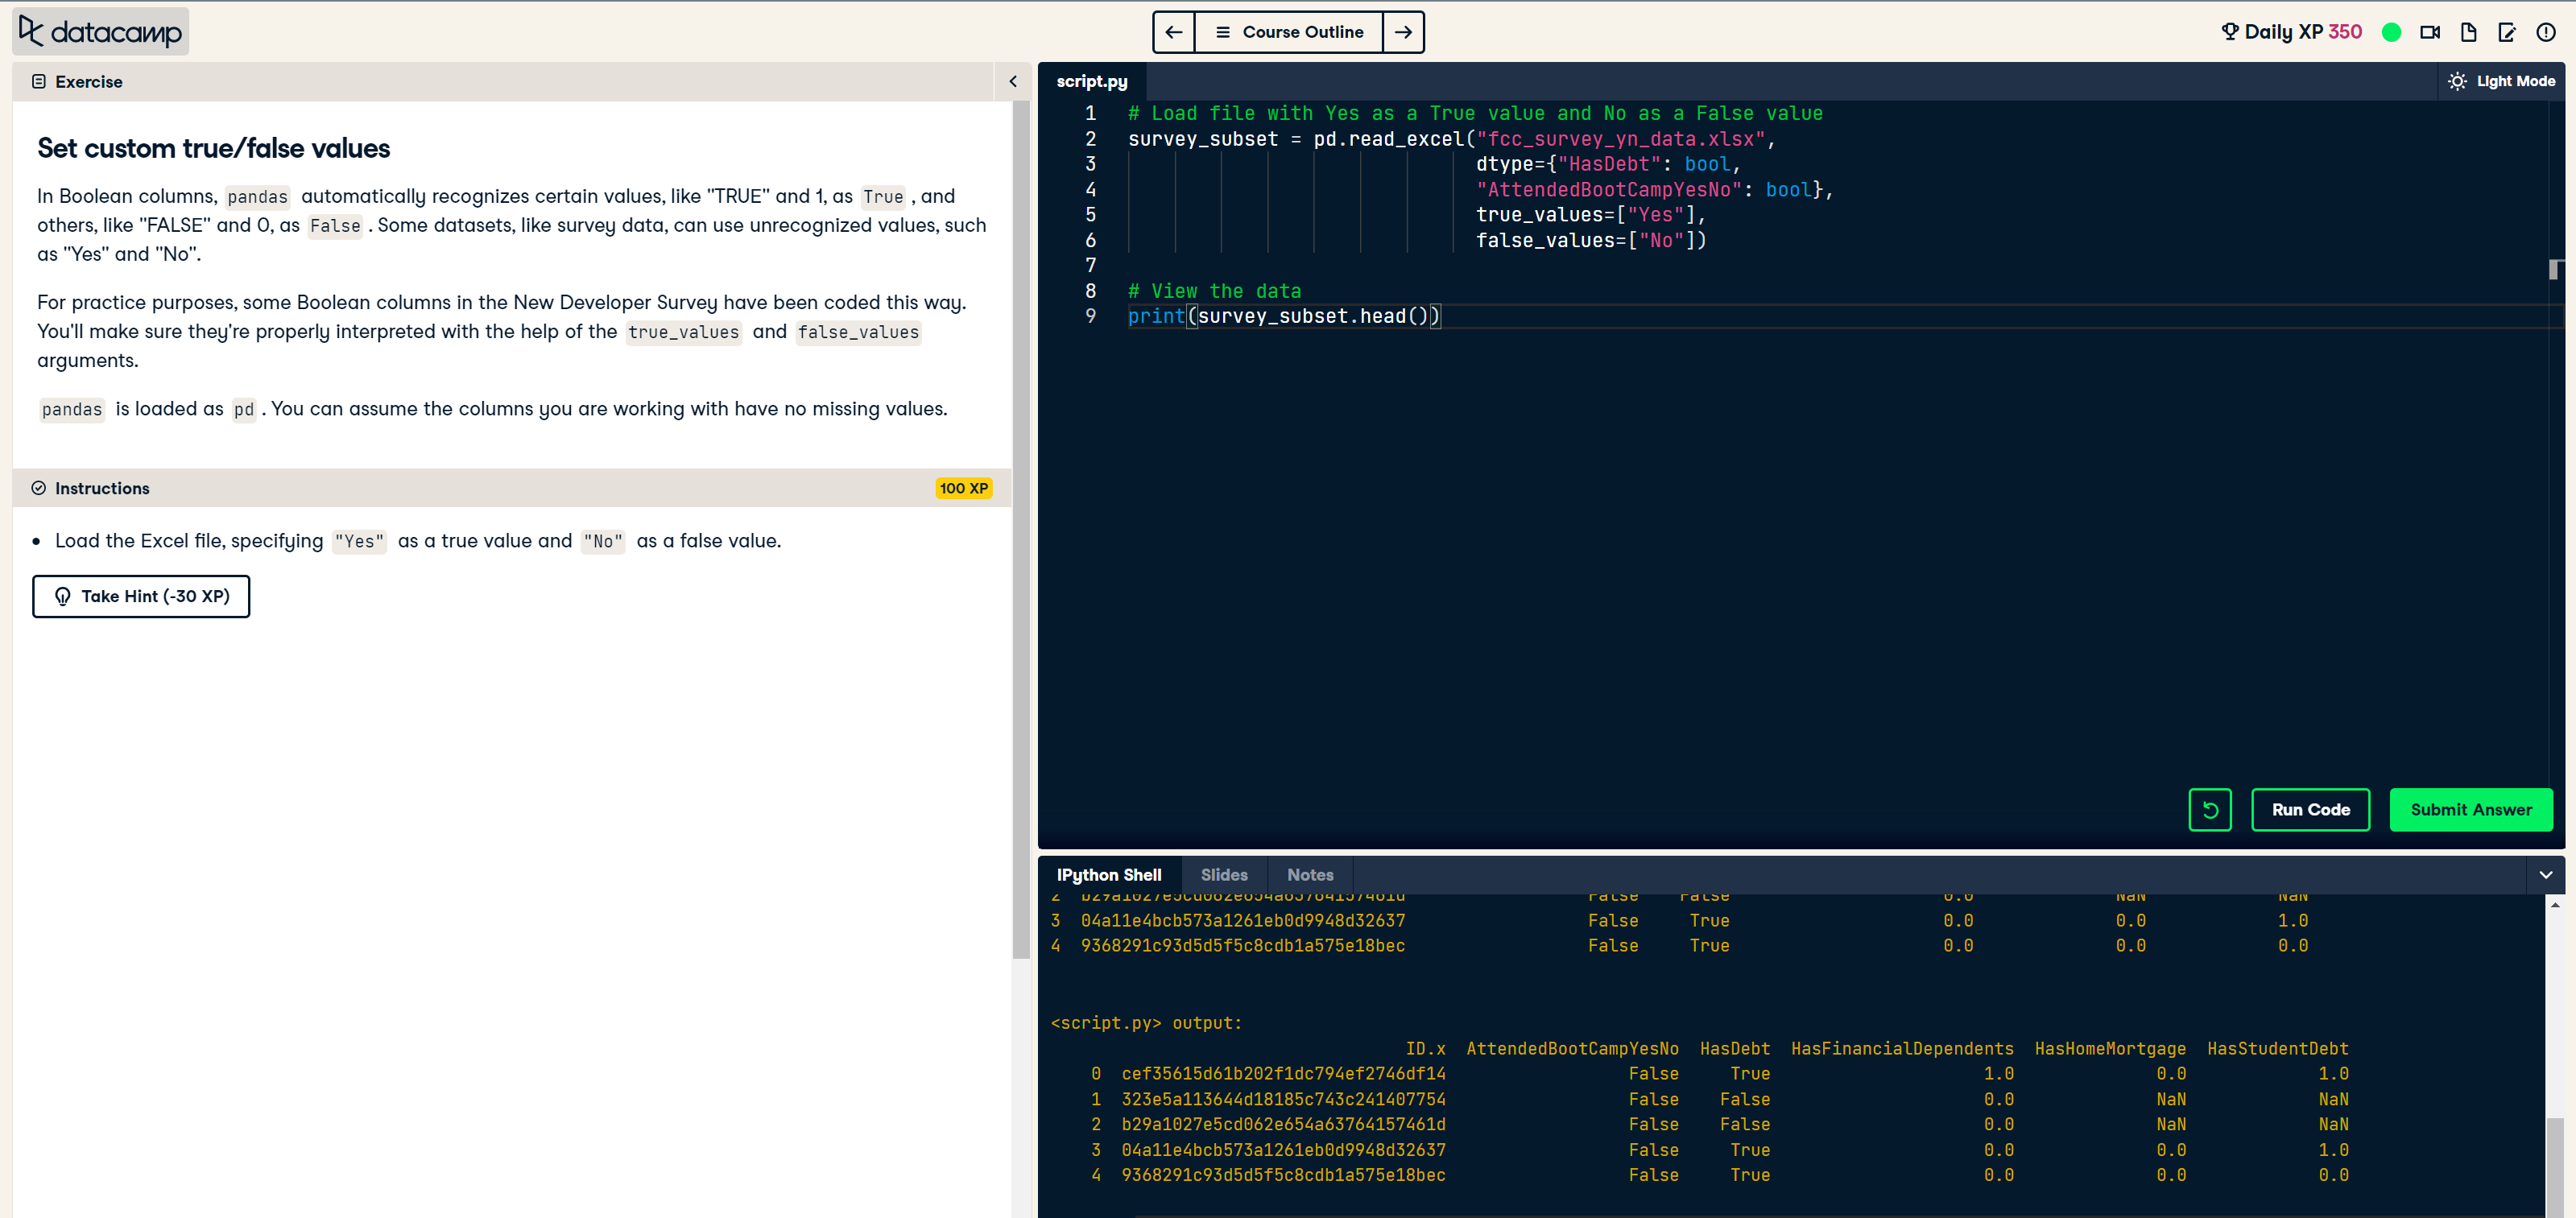 datacamp
Course Outline
Daily XP 350
Exercise
Set custom true/false values
In Boolean columns, pandas automatically recognizes certain values, like "TRUE" and 1, as True , and
others, like "FALSE" and 0, as False . Some datasets, like survey data, can use unrecognized values, such
as "Yes" and "No".
For practice purposes, some Boolean columns in the New Developer Survey have been coded this way.
You'll make sure they're properly interpreted with the help of the true_values and false_values
arguments.
pandas is loaded as pd . You can assume the columns you are working with have no missing values.
Instructions
100 XP
Load the Excel file, specifying "Yes" as a true value and "No" as a false value.
Take Hint (-30 XP)
script.py
Light Mode
1 # Load file with Yes as a True value and No as a False value
2 survey_subset = pd.read_excel("fcc_survey_yn_data.xlsx",
3 dtype={"HasDebt": bool,
4 "AttendedBootCampYesNo": bool},
5 true_values=["Yes"],
6 false_values=["No"])
7
8 # View the data
9 print(survey_subset.head())
Run Code
Submit Answer
IPython Shell
Slides
Notes
2 b29a1027e5cd062e654a63764157461d False False 0.0 NaN NaN
3 04a11e4bcb573a1261eb0d9948d32637 False True 0.0 0.0 1.0
4 9368291c93d5d5f5c8cdb1a575e18bec False True 0.0 0.0 0.0
<script.py> output:
ID.x AttendedBootCampYesNo HasDebt HasFinancialDependents HasHomeMortgage HasStudentDebt
0 cef35615d61b202f1dc794ef2746df14 False True 1.0 0.0 1.0
1 323e5a113644d18185c743c241407754 False False 0.0 NaN NaN
2 b29a1027e5cd062e654a63764157461d False False 0.0 NaN NaN
3 04a11e4bcb573a1261eb0d9948d32637 False True 0.0 0.0 1.0
4 9368291c93d5d5f5c8cdb1a575e18bec False True 0.0 0.0 0.0